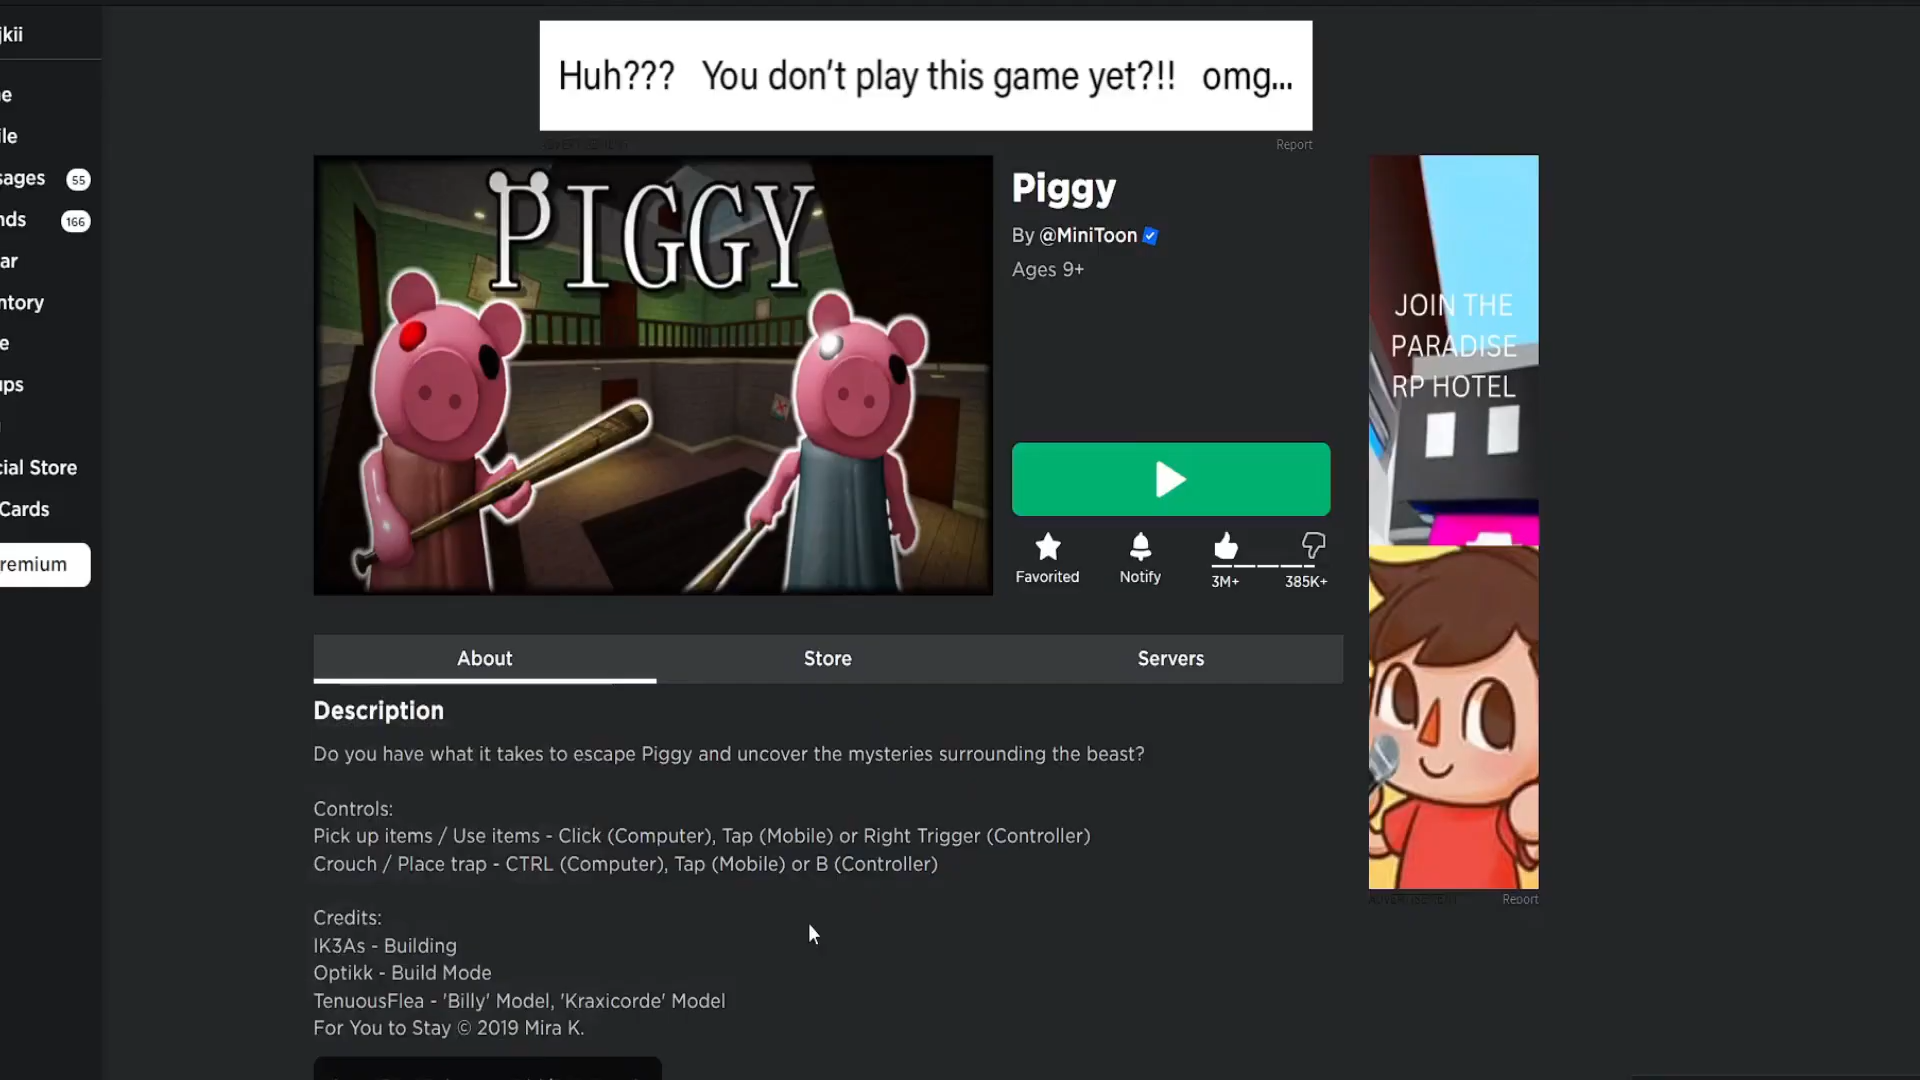 jkii
e
ile
sages 55
nds 166
ar
ntory
e
ups
cial Store
Cards
remium
Huh??? You don't play this game yet?!! omg...
ADVERTISEMENT
Report
PIGGY
Piggy
By @MiniToon
Ages 9+
Favorited
Notify
3M+
385K+
JOIN THE
PARADISE
RP HOTEL
ADVERTISEMENT
Report
About
Store
Servers
Description
Do you have what it takes to escape Piggy and uncover the mysteries surrounding the beast?
Controls:
Pick up items / Use items - Click (Computer), Tap (Mobile) or Right Trigger (Controller)
Crouch / Place trap - CTRL (Computer), Tap (Mobile) or B (Controller)
Credits:
IK3As - Building
Optikk - Build Mode
TenuousFlea - 'Billy' Model, 'Kraxicorde' Model
For You to Stay © 2019 Mira K.